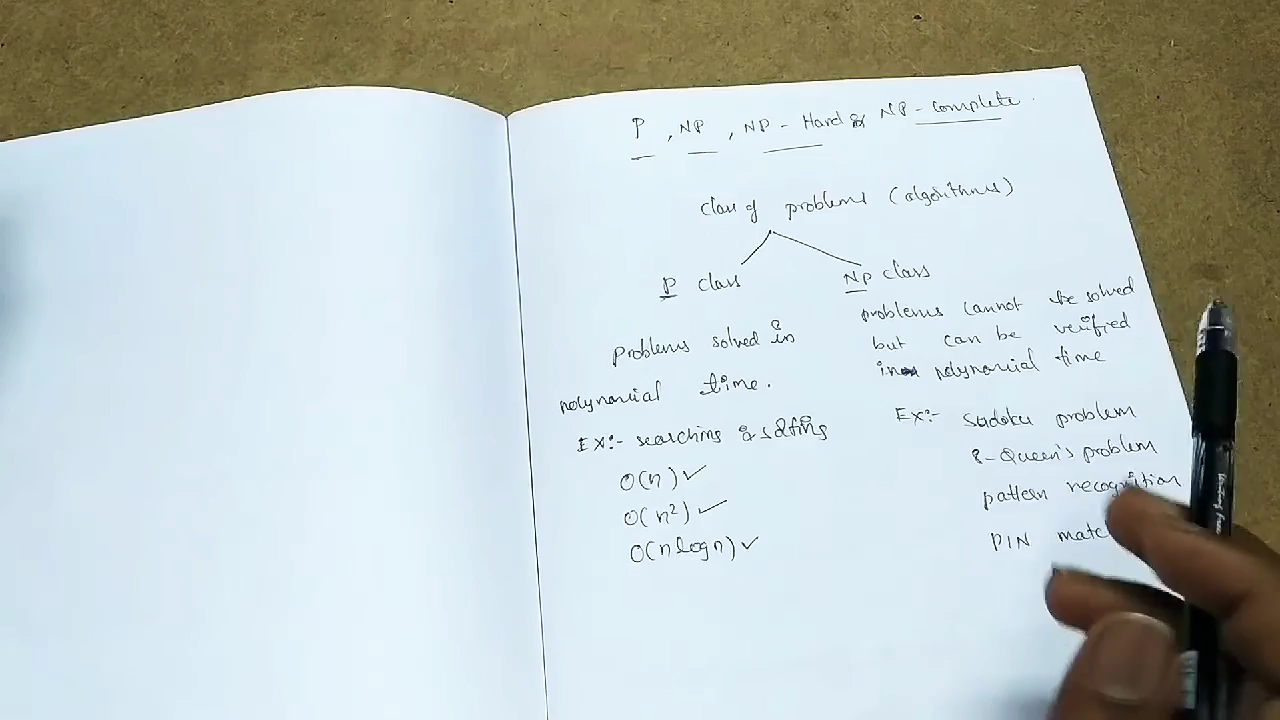 P, NP, NP-Hard & NP-Complete.
class of problems (algorithms)
P class
NP class
Problems solved in
polynomial time.
Ex:- searching & sorting
O(n) ✓
O(n²) ✓
O(n log n) ✓
problems cannot be solved
but can be verified
in polynomial time
Ex:- Sudoku problem
8-Queen's problem
pattern recognition
PIN